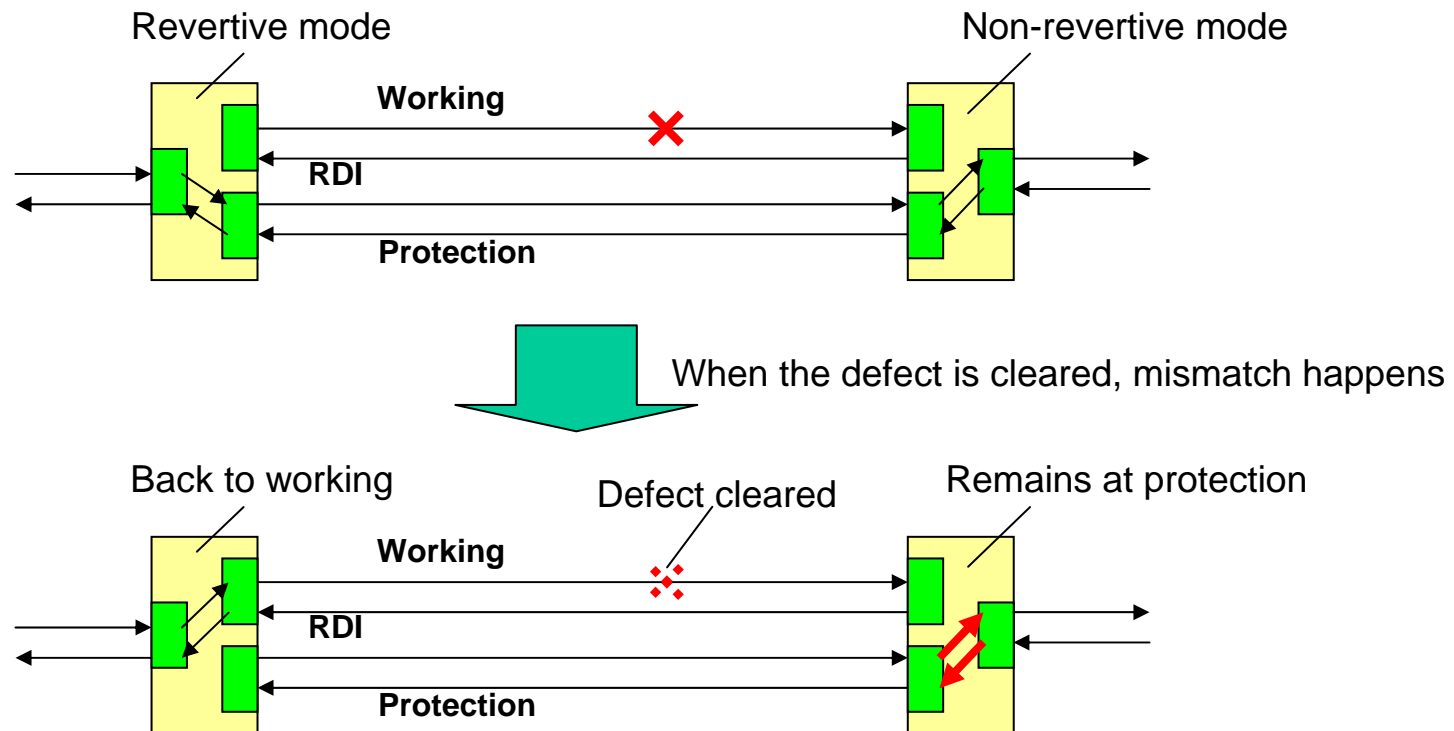 Revertive mode
Non-revertive mode
Working
RDI
Protection
When the defect is cleared, mismatch happens
Back to working
Defect cleared
Remains at protection
Working
RDI
Protection